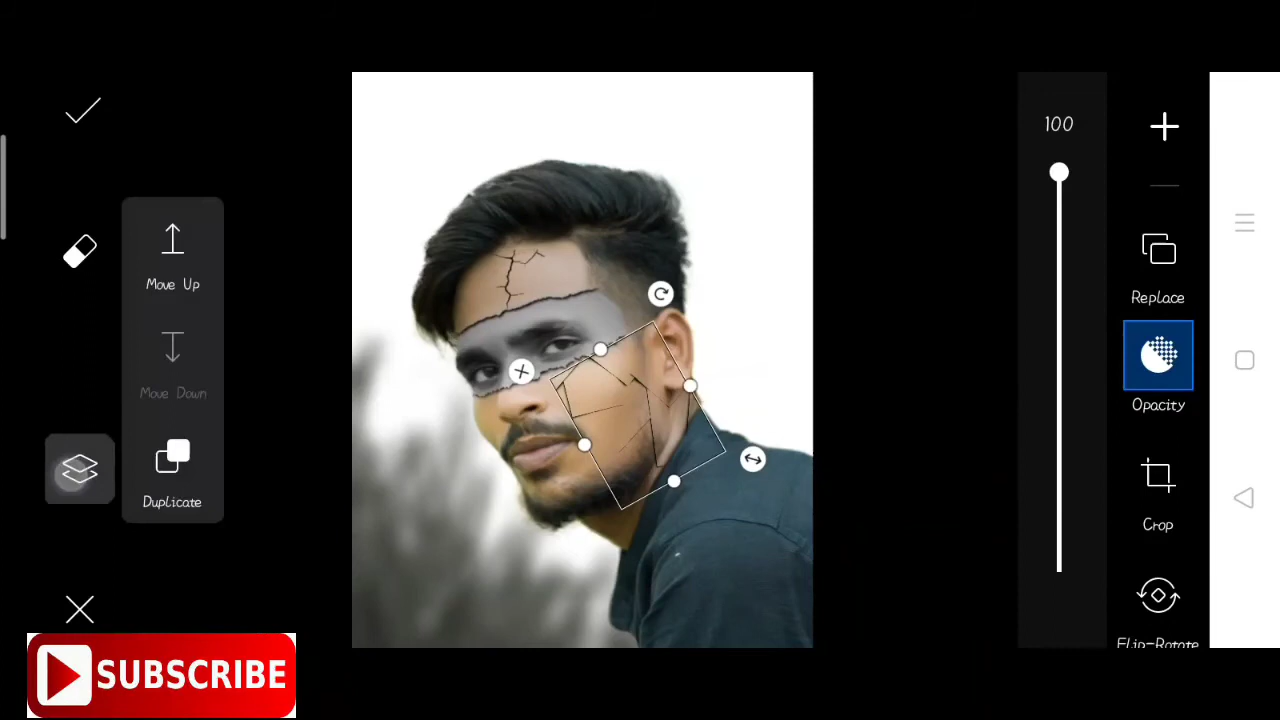 100
Move Up
Replace
Move Down
Opacity
Duplicate
Crop
Flip-Rotate
SUBSCRIBE